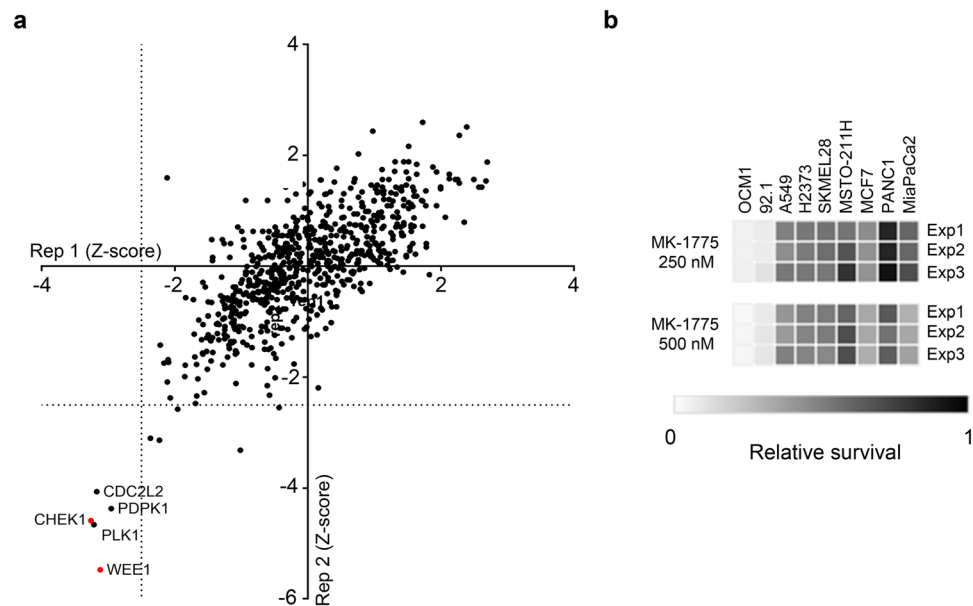 a
b
4
2
Rep 1 (Z-score)
-4
-2
2
4
-2
-4
-6
Rep 2 (Z-score)
CDC2L2
PDPK1
CHEK1
PLK1
WEE1
OCM1
92.1
A549
H2373
SKMEL28
MSTO-211H
MCF7
PANC1
MiaPaCa2
MK-1775
250 nM
Exp1
Exp2
Exp3
MK-1775
500 nM
Exp1
Exp2
Exp3
0
1
Relative survival